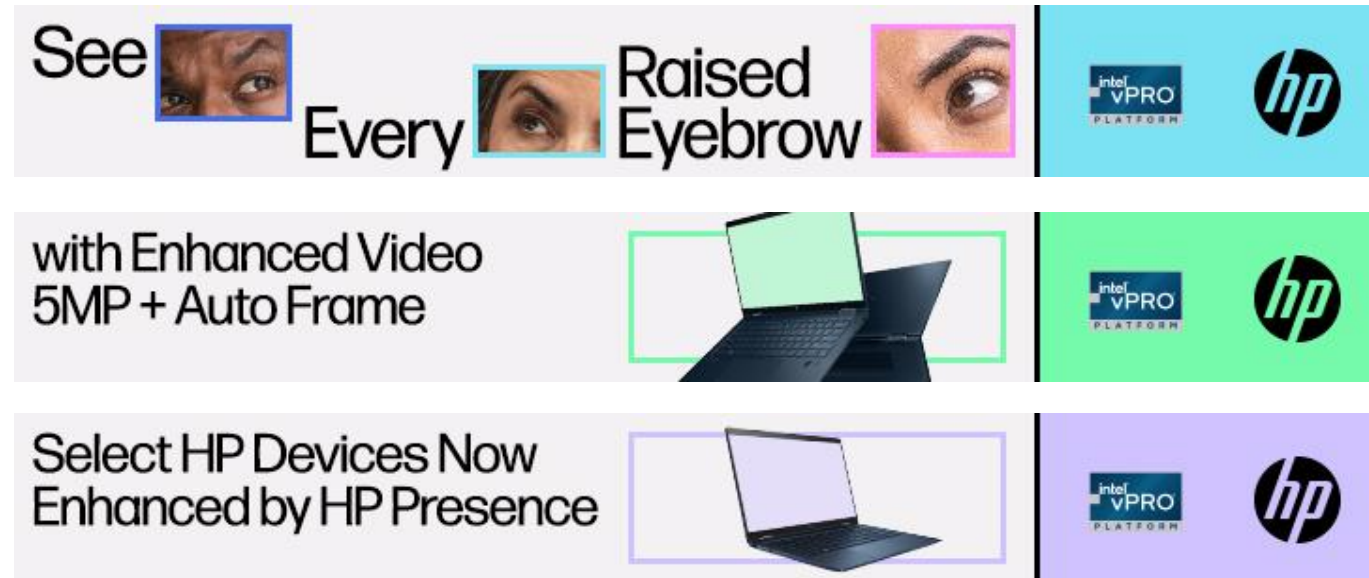 See
Every
Raised
Eyebrow
intel
vPRO
PLATFORM
hp
with Enhanced Video
5MP + Auto Frame
intel
vPRO
PLATFORM
hp
Select HP Devices Now
Enhanced by HP Presence
intel
vPRO
PLATFORM
hp